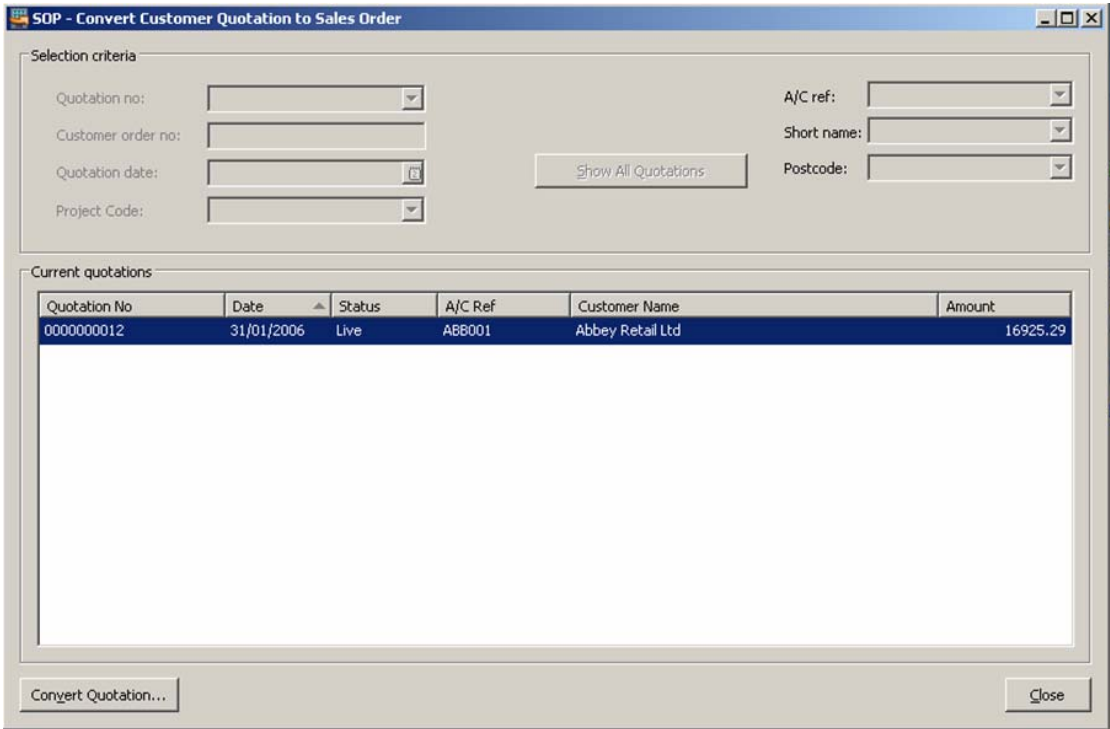 SOP - Convert Customer Quotation to Sales Order
Selection criteria
Quotation no:
A/C ref:
Customer order no:
Short name:
Quotation date:
Show All Quotations
Postcode:
Project Code:
Current quotations
Quotation No Date Status A/C Ref Customer Name Amount
0000000012 31/01/2006 Live ABB001 Abbey Retail Ltd 16925.29
Convert Quotation... Close